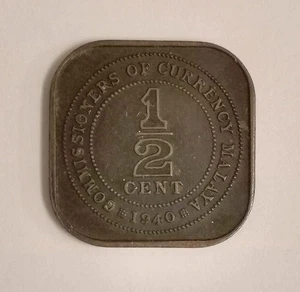 COMMISSIONERS OF CURRENCY MALAYA
1/2
CENT
1940